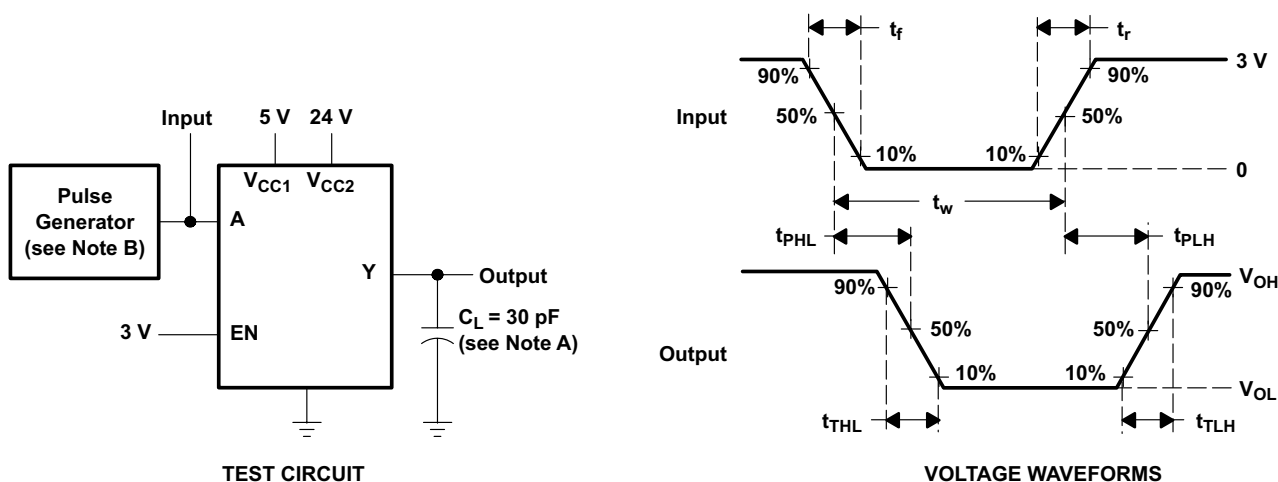 Input
5 V
24 V
Pulse
Generator
(see Note B)
VCC1
VCC2
A
Y
EN
3 V
Output
CL = 30 pF
(see Note A)
TEST CIRCUIT
tf
tr
3 V
90%
90%
Input
50%
50%
10%
10%
0
tw
tPHL
tPLH
VOH
90%
90%
50%
50%
Output
10%
10%
VOL
tTHL
tTLH
VOLTAGE WAVEFORMS